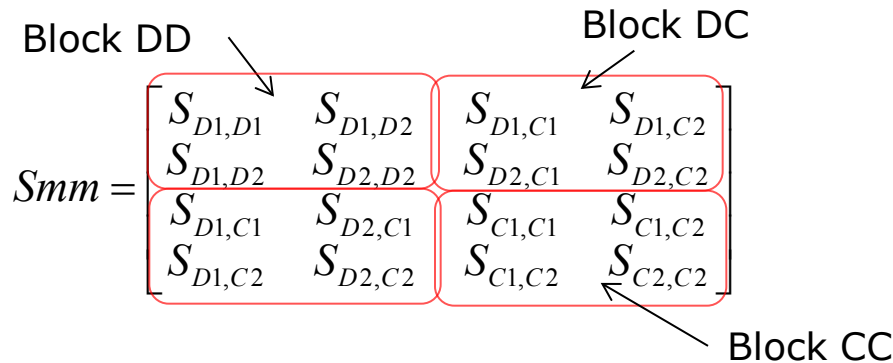 Block DD
Block DC
S_{D1,D1} S_{D1,D2} S_{D1,C1} S_{D1,C2}
S_{D1,D2} S_{D2,D2} S_{D2,C1} S_{D2,C2}
Smm =
S_{D1,C1} S_{D2,C1} S_{C1,C1} S_{C1,C2}
S_{D1,C2} S_{D2,C2} S_{C1,C2} S_{C2,C2}
Block CC